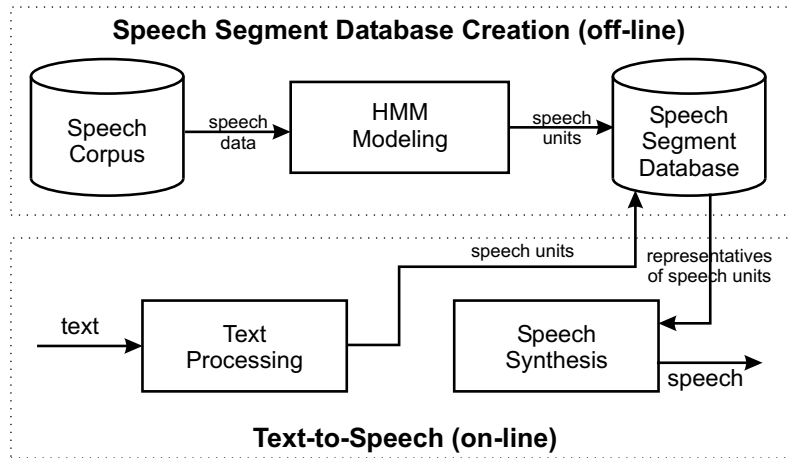 Speech Segment Database Creation (off-line)
Speech
Corpus
speech
data
HMM
Modeling
speech
units
Speech
Segment
Database
speech units
representatives
of speech units
text
Text
Processing
Speech
Synthesis
speech
Text-to-Speech (on-line)